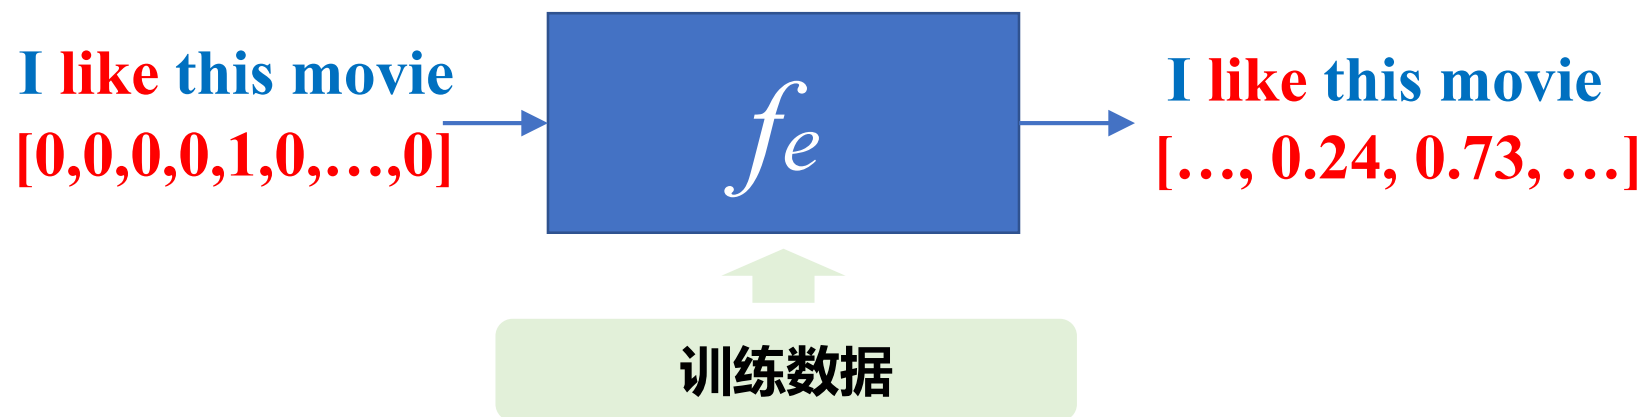 I like this movie
[0,0,0,0,1,0,...,0]
fe
I like this movie
[..., 0.24, 0.73, ...]
训练数据